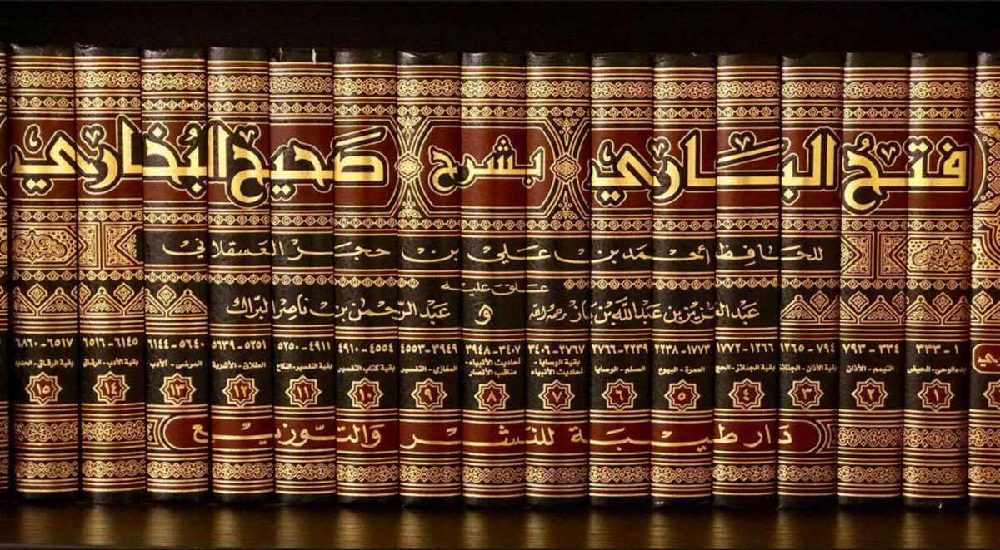 فتح الباري بشرح صحيح البخاري
للحافظ أحمد بن علي بن حجر العسقلاني
علق عليه
عبد العزيز بن عبد الله بن باز رحمه الله و عبد الرحمن بن ناصر البراك
١ - ٣٣٣
بدء الوحي - الحيض
١
٣٣٤ - ٧٩٣
التيمم - الأذان
٢
٧٩٤ - ١٢٦٥
بقية الأذان - الجنائز
٣
١٢٦٦ - ١٧٧٢
بقية الجنائز - الحج
٤
١٧٧٣ - ٢٢٣٨
العمرة - البيوع
٥
٢٢٣٩ - ٢٧٦٦
السلم - الوصايا
٦
٢٧٦٧ - ٣٤٠٦
بقية الوصايا -
أحاديث الأنبياء
٧
٣٤٠٧ - ٣٩٤٨
أحاديث الأنبياء -
مناقب الأنصار
٨
٣٩٤٩ - ٤٥٥٣
المغازي - التفسير
٩
٤٥٥٤ - ٤٩١٠
بقية كتاب التفسير
١٠
٤٩١١ - ٥٢٥٠
بقية التفسير - النكاح
١١
٥٢٥١ - ٥٦٣٩
الطلاق - الأشربة
١٢
٥٦٤٠ - ٦١٤٤
المرضى - الأدب
١٣
٦١٤٥ - ٦٥١٦
بقية الأدب - الرقاق
١٤
٦٥١٧ - ٦٨٦٠
بقية الرقاق - الحدود
١٥
دار طيبة للنشر والتوزيع